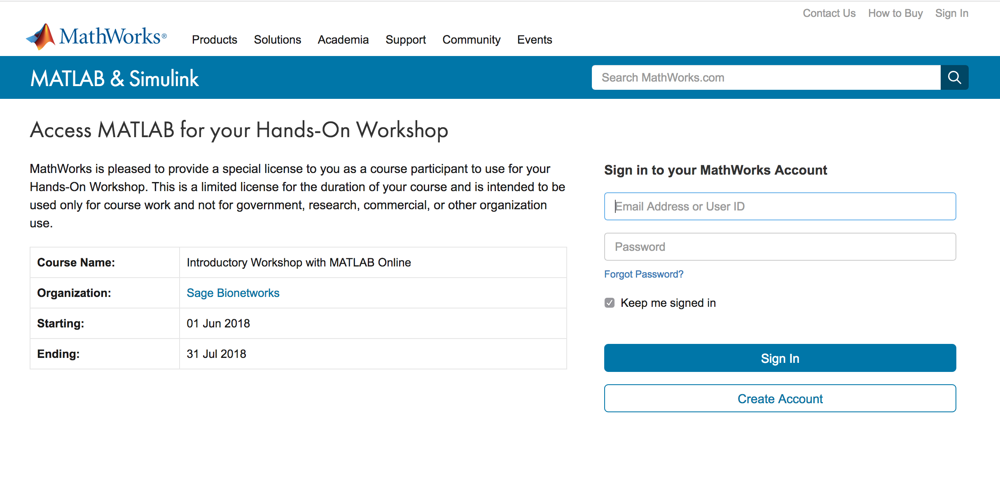 Contact Us How to Buy Sign In
MathWorks®
Products Solutions Academia Support Community Events
MATLAB & Simulink
Search MathWorks.com
Access MATLAB for your Hands-On Workshop
MathWorks is pleased to provide a special license to you as a course participant to use for your
Hands-On Workshop. This is a limited license for the duration of your course and is intended to be
used only for course work and not for government, research, commercial, or other organization
use.
Course Name: Introductory Workshop with MATLAB Online
Organization: Sage Bionetworks
Starting: 01 Jun 2018
Ending: 31 Jul 2018
Sign in to your MathWorks Account
Email Address or User ID
Password
Forgot Password?
Keep me signed in
Sign In
Create Account